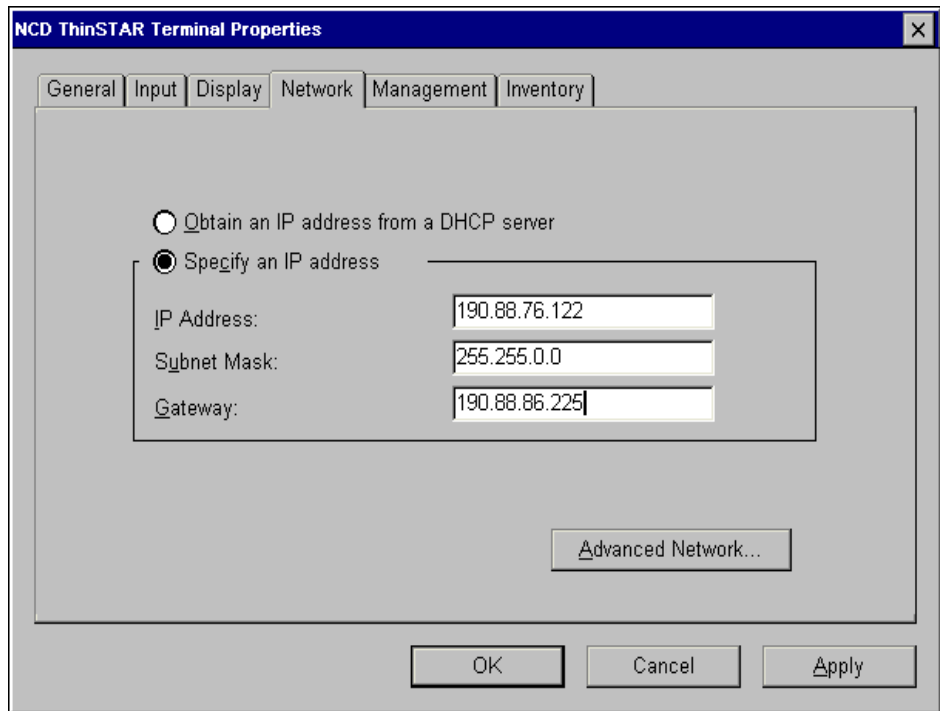 NCD ThinSTAR Terminal Properties
General Input Display Network Management Inventory
Obtain an IP address from a DHCP server
Specify an IP address
IP Address: 190.88.76.122
Subnet Mask: 255.255.0.0
Gateway: 190.88.86.225
Advanced Network...
OK Cancel Apply